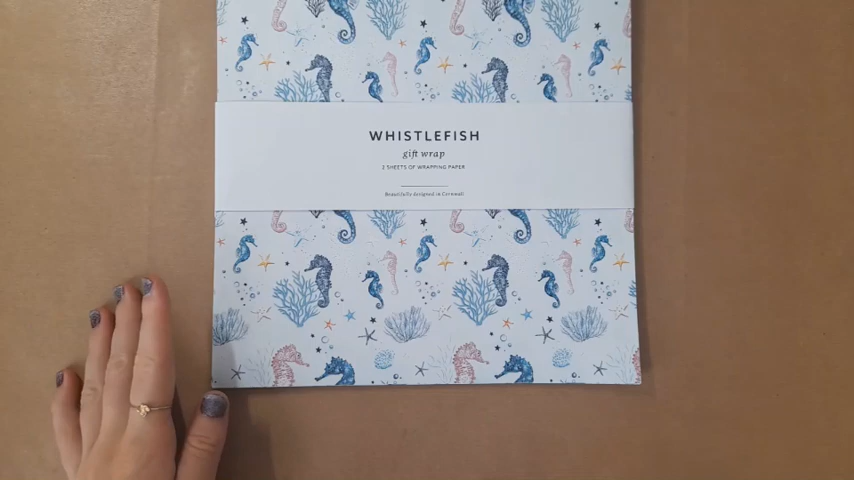 WHISTLEFISH
gift wrap
2 SHEETS OF WRAPPING PAPER
Beautifully designed in Cornwall